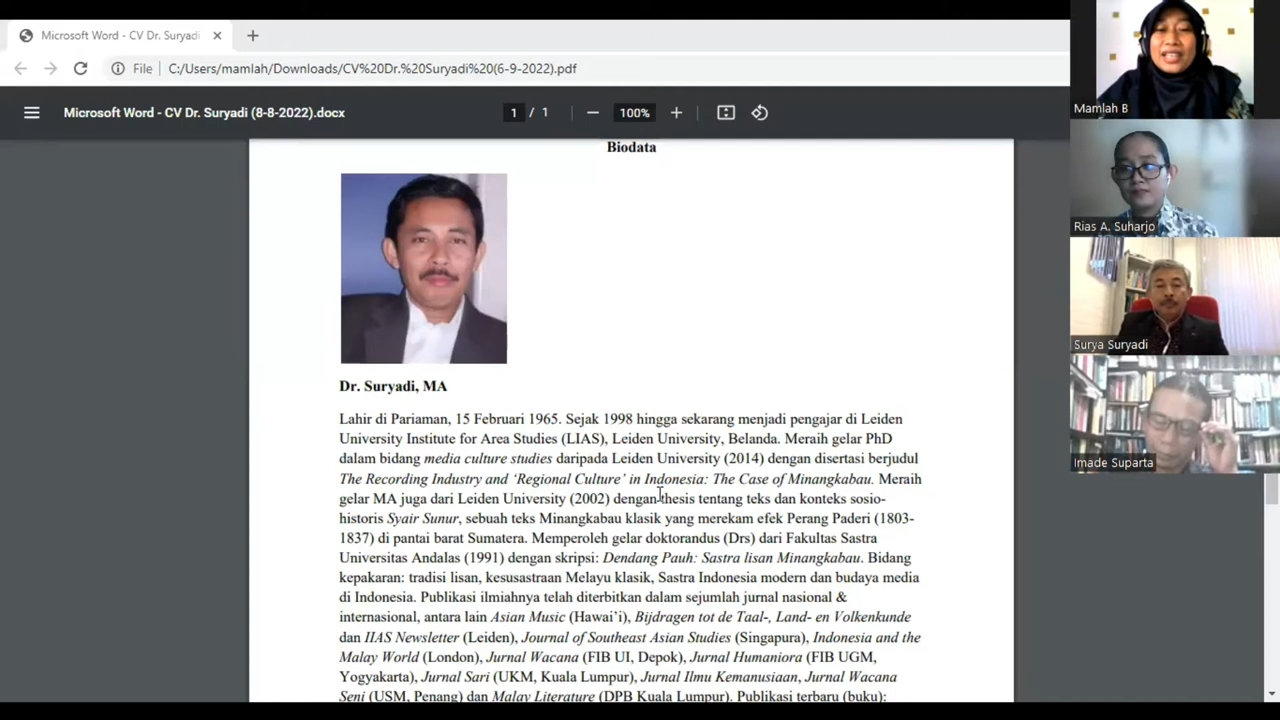 Microsoft Word - CV Dr. Suryadi
File
C:/Users/mamlah/Downloads/CV%20Dr.%20Suryadi%20(6-9-2022).pdf
Microsoft Word - CV Dr. Suryadi (8-8-2022).docx
1 / 1
100%
Biodata
Dr. Suryadi, MA
Lahir di Pariaman, 15 Februari 1965. Sejak 1998 hingga sekarang menjadi pengajar di Leiden
University Institute for Area Studies (LIAS), Leiden University, Belanda. Meraih gelar PhD
dalam bidang media culture studies daripada Leiden University (2014) dengan disertasi berjudul
The Recording Industry and ‘Regional Culture’ in Indonesia: The Case of Minangkabau. Meraih
gelar MA juga dari Leiden University (2002) dengan thesis tentang teks dan konteks sosio-
historis Syair Sunur, sebuah teks Minangkabau klasik yang merekam efek Perang Paderi (1803-
1837) di pantai barat Sumatera. Memperoleh gelar doktorandus (Drs) dari Fakultas Sastra
Universitas Andalas (1991) dengan skripsi: Dendang Pauh: Sastra lisan Minangkabau. Bidang
kepakaran: tradisi lisan, kesusastraan Melayu klasik, Sastra Indonesia modern dan budaya media
di Indonesia. Publikasi ilmiahnya telah diterbitkan dalam sejumlah jurnal nasional &
internasional, antara lain Asian Music (Hawai’i), Bijdragen tot de Taal-, Land- en Volkenkunde
dan IIAS Newsletter (Leiden), Journal of Southeast Asian Studies (Singapura), Indonesia and the
Malay World (London), Jurnal Wacana (FIB UI, Depok), Jurnal Humaniora (FIB UGM,
Yogyakarta), Jurnal Sari (UKM, Kuala Lumpur), Jurnal Ilmu Kemanusiaan, Jurnal Wacana
Seni (USM, Penang) dan Malay Literature (DPB Kuala Lumpur). Publikasi terbaru (buku):
Mamlah B
Rias A. Suharjo
Surya Suryadi
Imade Suparta